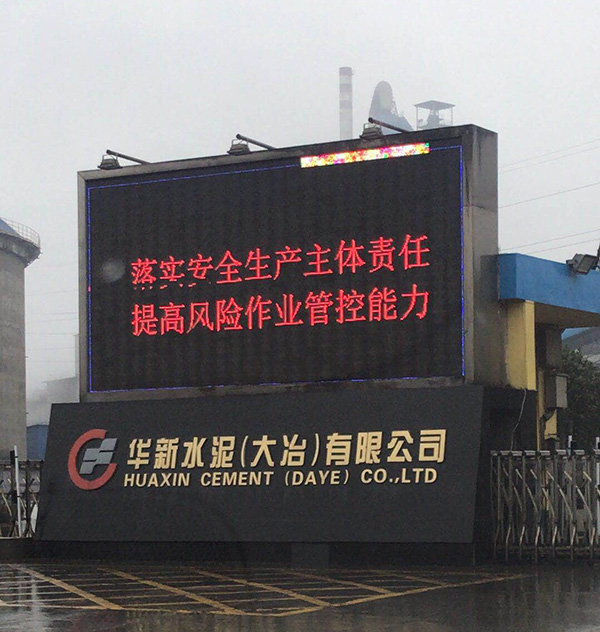 落实安全生产主体责任
提高风险作业管控能力
华新水泥(大冶)有限公司
HUAXIN CEMENT (DAYE) CO.,LTD